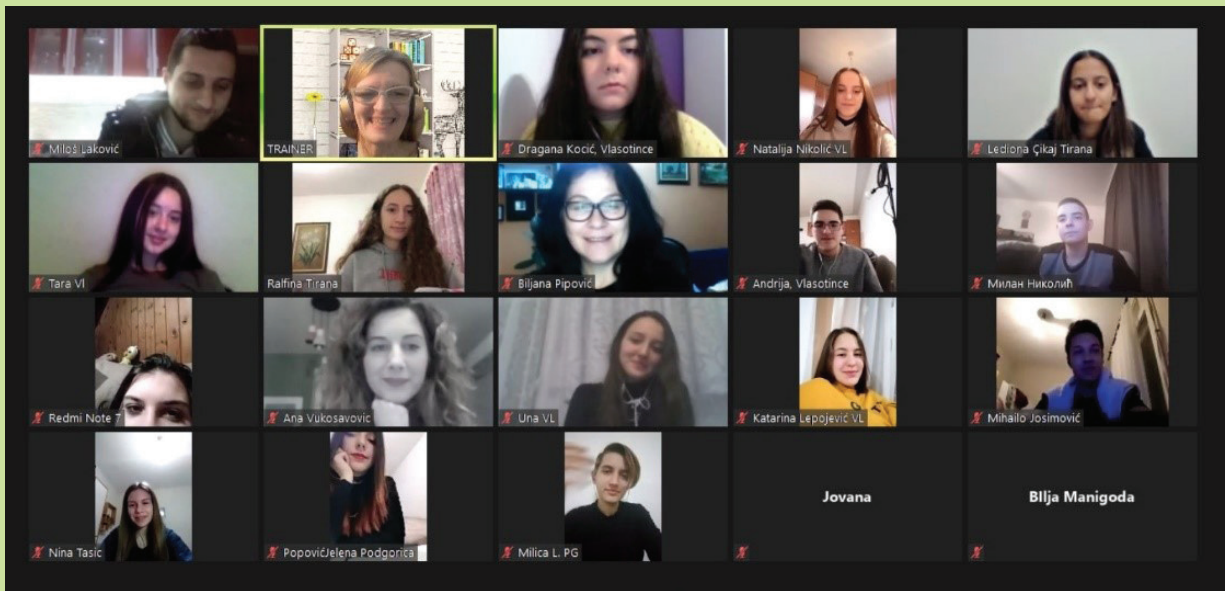 Miloš Laković
TRAINER
Dragana Kocić, Vlasotince
Natalija Nikolić VL
Lediona Çikaj Tirana
Tara Vl
Ralfina Tirana
Biljana Pipović
Andrija, Vlasotince
Милан Николић
Redmi Note 7
Ana Vukosavovic
Una VL
Katarina Lepojević VL
Mihailo Josimović
Nina Tasic
PopovićJelena Podgorica
Milica L. PG
Jovana
BIlja Manigoda